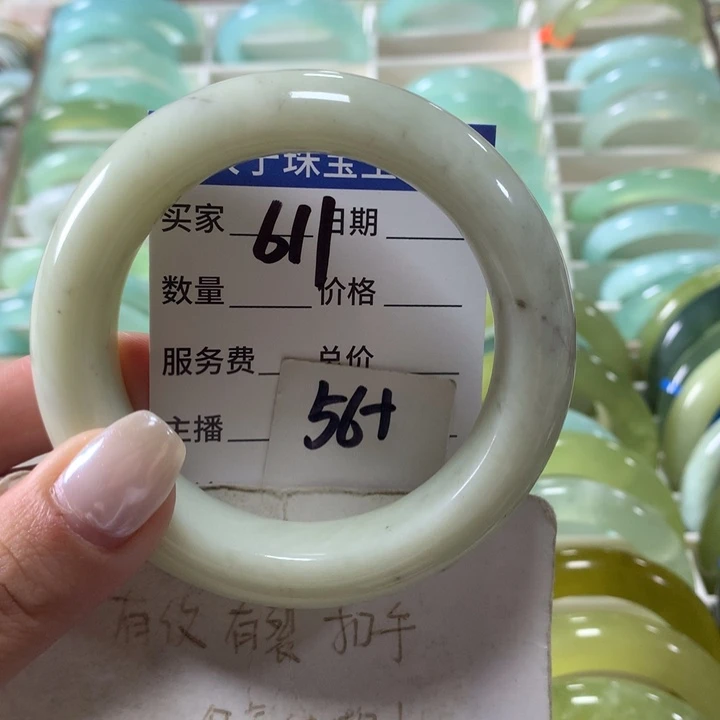 珠宝
买家 611 日期
数量 价格
服务费 总价
主播 56+
有纹 有裂 扣手